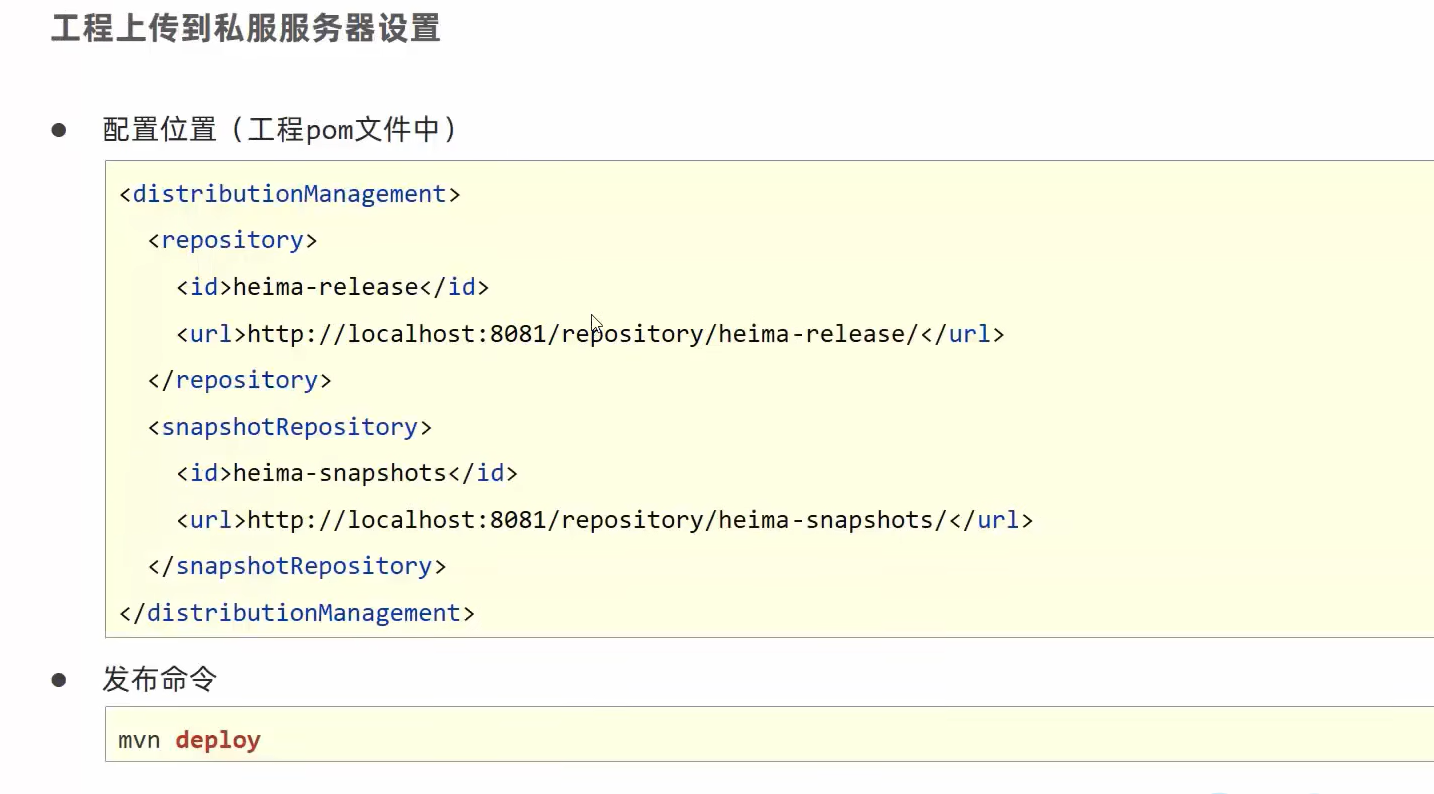 工程上传到私服服务器设置
● 配置位置（工程pom文件中）
<distributionManagement>
<repository>
<id>heima-release</id>
<url>http://localhost:8081/repository/heima-release/</url>
</repository>
<snapshotRepository>
<id>heima-snapshots</id>
<url>http://localhost:8081/repository/heima-snapshots/</url>
</snapshotRepository>
</distributionManagement>
● 发布命令
mvn deploy